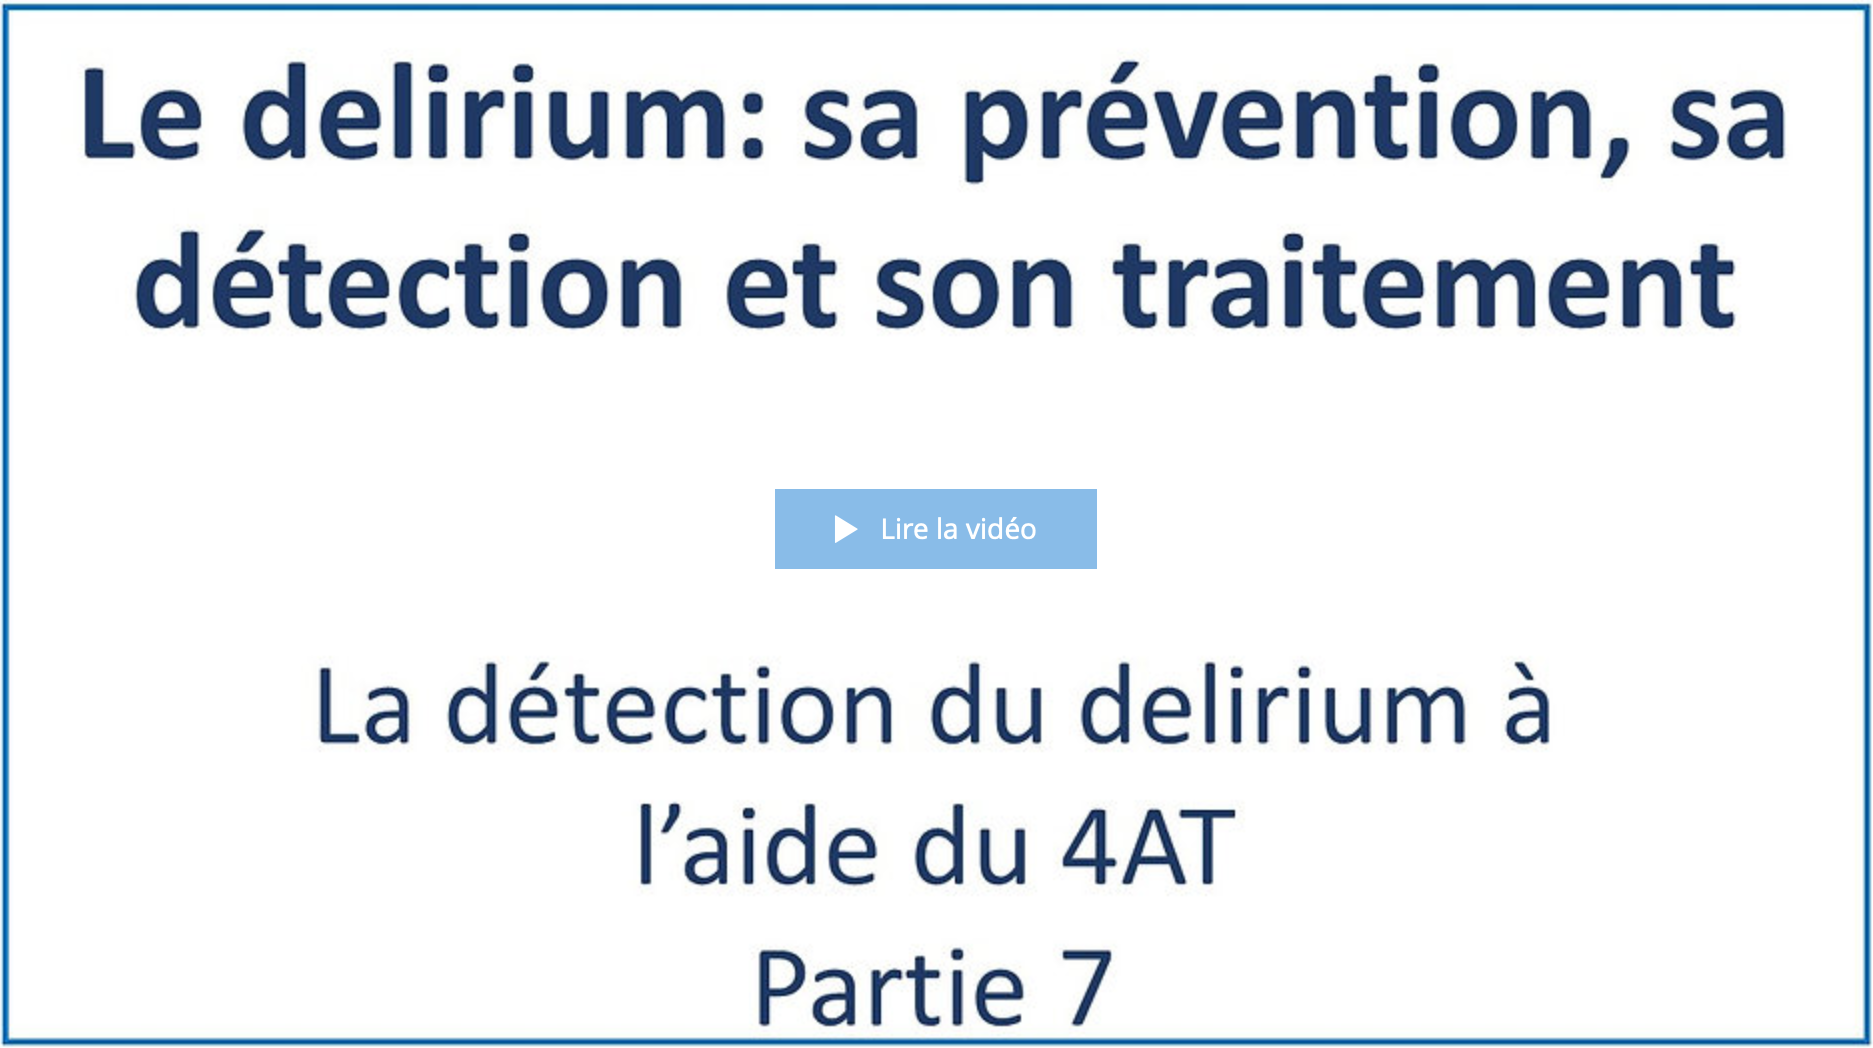 Le delirium: sa prévention, sa
détection et son traitement
Lire la vidéo
La détection du delirium à
l’aide du 4AT
Partie 7